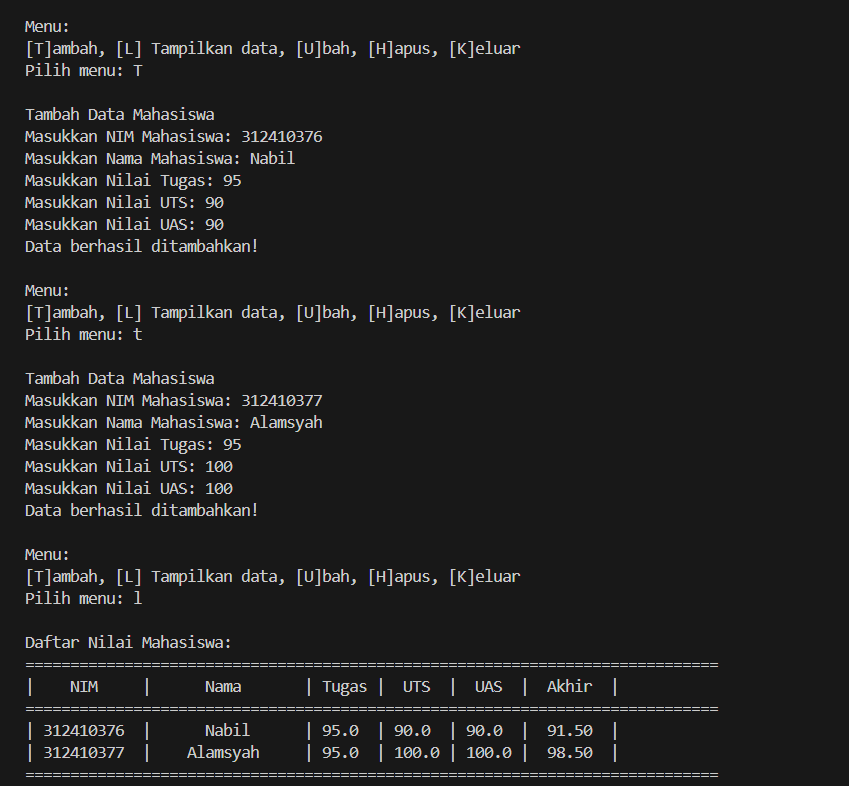 Menu:
[T]ambah, [L] Tampilkan data, [U]bah, [H]apus, [K]eluar
Pilih menu: T
Tambah Data Mahasiswa
Masukkan NIM Mahasiswa: 312410376
Masukkan Nama Mahasiswa: Nabil
Masukkan Nilai Tugas: 95
Masukkan Nilai UTS: 90
Masukkan Nilai UAS: 90
Data berhasil ditambahkan!
Menu:
[T]ambah, [L] Tampilkan data, [U]bah, [H]apus, [K]eluar
Pilih menu: t
Tambah Data Mahasiswa
Masukkan NIM Mahasiswa: 312410377
Masukkan Nama Mahasiswa: Alamsyah
Masukkan Nilai Tugas: 95
Masukkan Nilai UTS: 100
Masukkan Nilai UAS: 100
Data berhasil ditambahkan!
Menu:
[T]ambah, [L] Tampilkan data, [U]bah, [H]apus, [K]eluar
Pilih menu: l
Daftar Nilai Mahasiswa:
=============================================================================
|    NIM     |      Nama          | Tugas |  UTS  |  UAS  |  Akhir  |
=============================================================================
| 312410376  |      Nabil         | 95.0  | 90.0  | 90.0  |  91.50  |
| 312410377  |    Alamsyah        | 95.0  | 100.0 | 100.0 |  98.50  |
=============================================================================